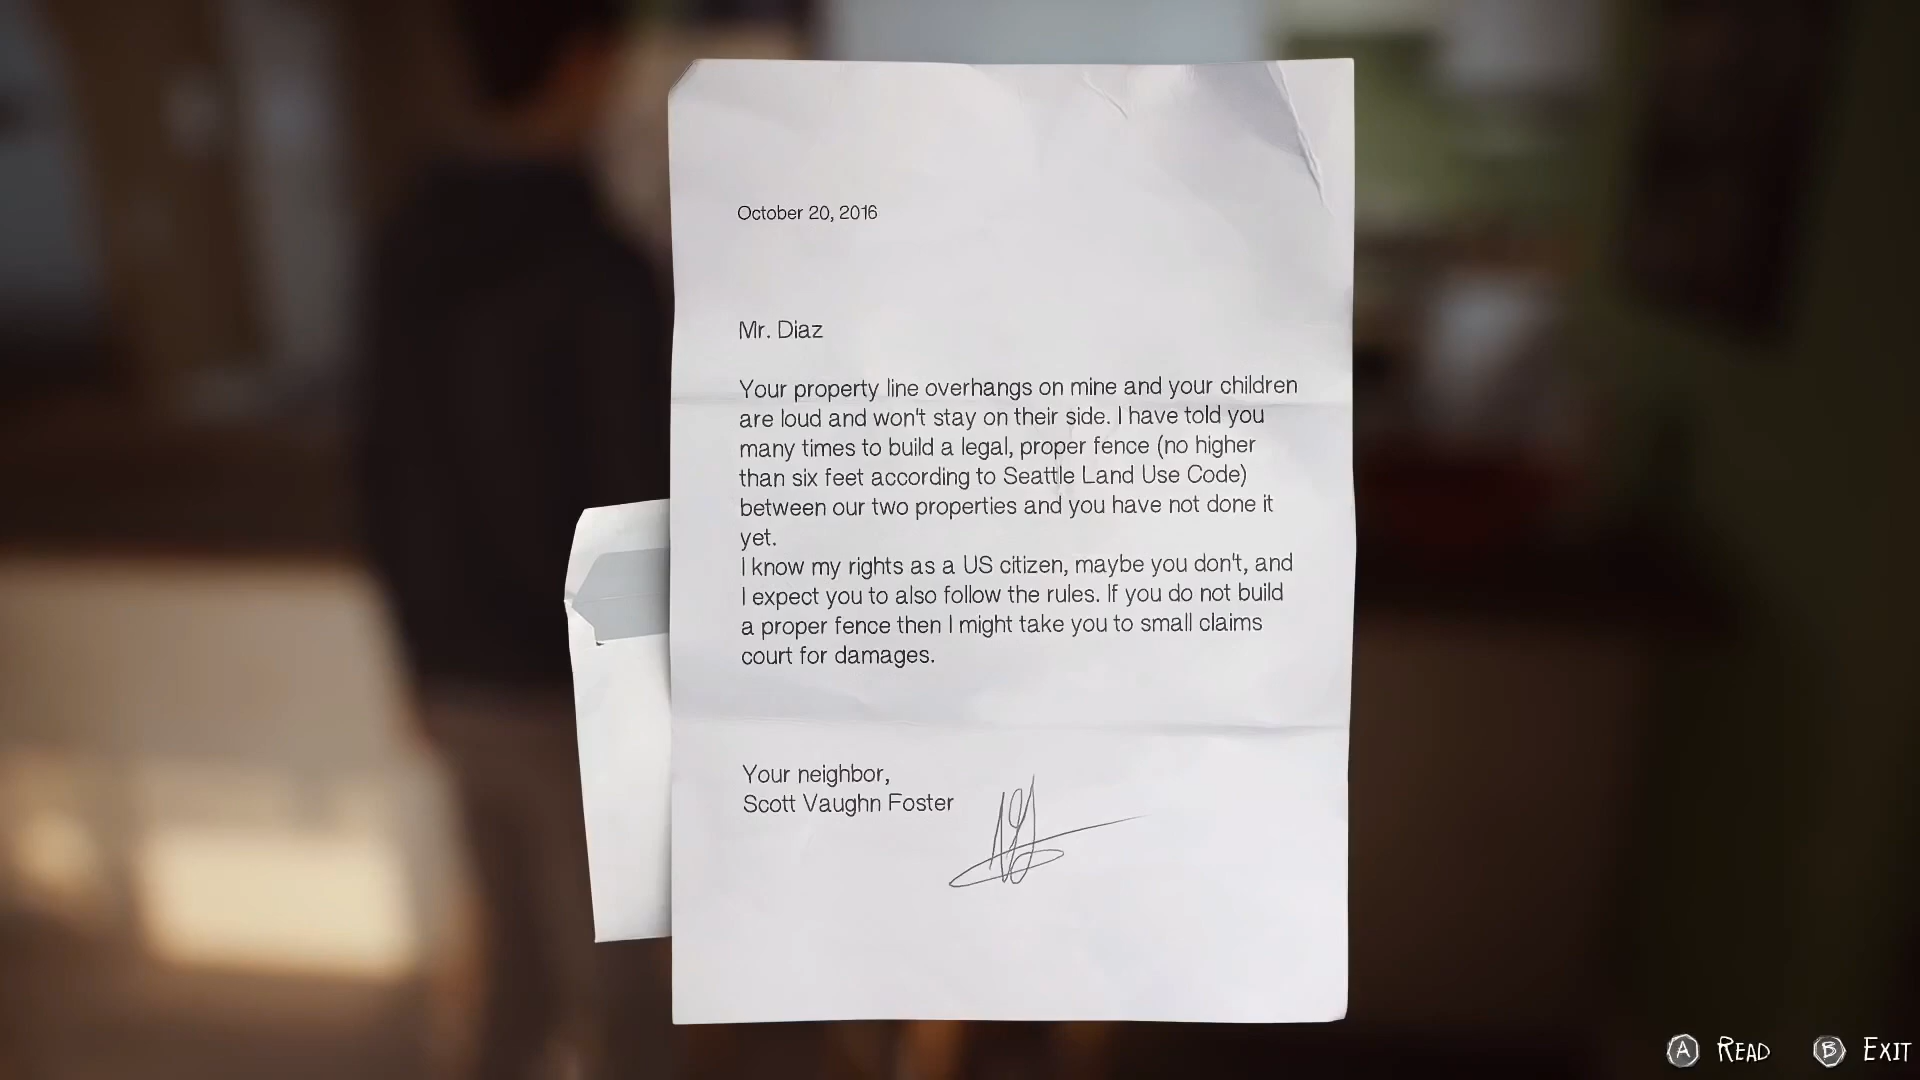 October 20, 2016
Mr. Diaz
Your property line overhangs on mine and your children
are loud and won't stay on their side. I have told you
many times to build a legal, proper fence (no higher
than six feet according to Seattle Land Use Code)
between our two properties and you have not done it
yet.
I know my rights as a US citizen, maybe you don't, and
I expect you to also follow the rules. If you do not build
a proper fence then I might take you to small claims
court for damages.
Your neighbor,
Scott Vaughn Foster
A READ B EXIT